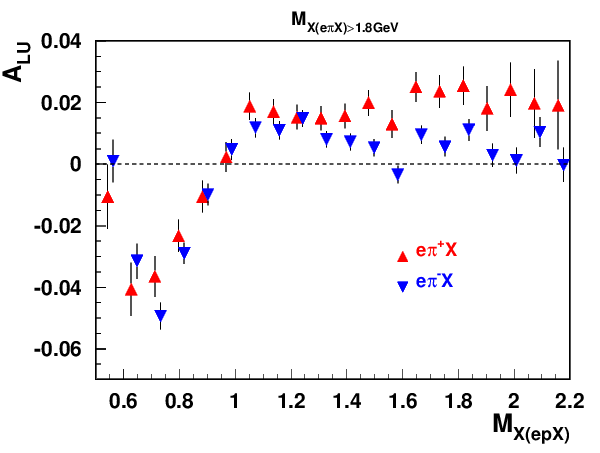 M_X(eπX)>1.8GeV
A_LU
0.04
0.02
0
-0.02
-0.04
-0.06
eπ⁺X
eπ⁻X
0.6 0.8 1 1.2 1.4 1.6 1.8 2 2.2
M_X(epX)